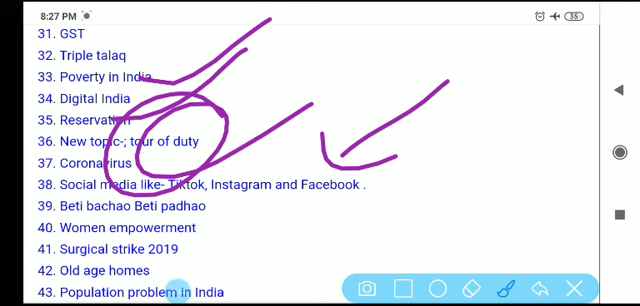 8:27 PM
35
31. GST
32. Triple talaq
33. Poverty in India
34. Digital India
35. Reservation
36. New topic-; tour of duty
37. Coronavirus
38. Social media like- Tiktok, Instagram and Facebook .
39. Beti bachao Beti padhao
40. Women empowerment
41. Surgical strike 2019
42. Old age homes
43. Population problem in India